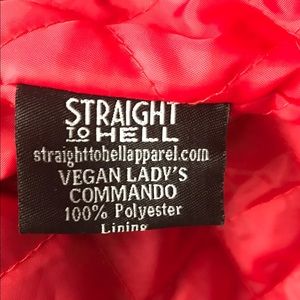 STRAIGHT
TO HELL
straighttohellapparel.com
VEGAN LADY'S
COMMANDO
100% Polyester
Lining